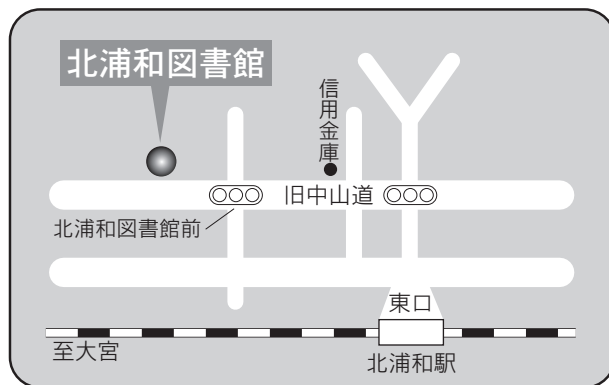 北浦和図書館
信用金庫
旧中山道
北浦和図書館前
東口
至大宮
北浦和駅